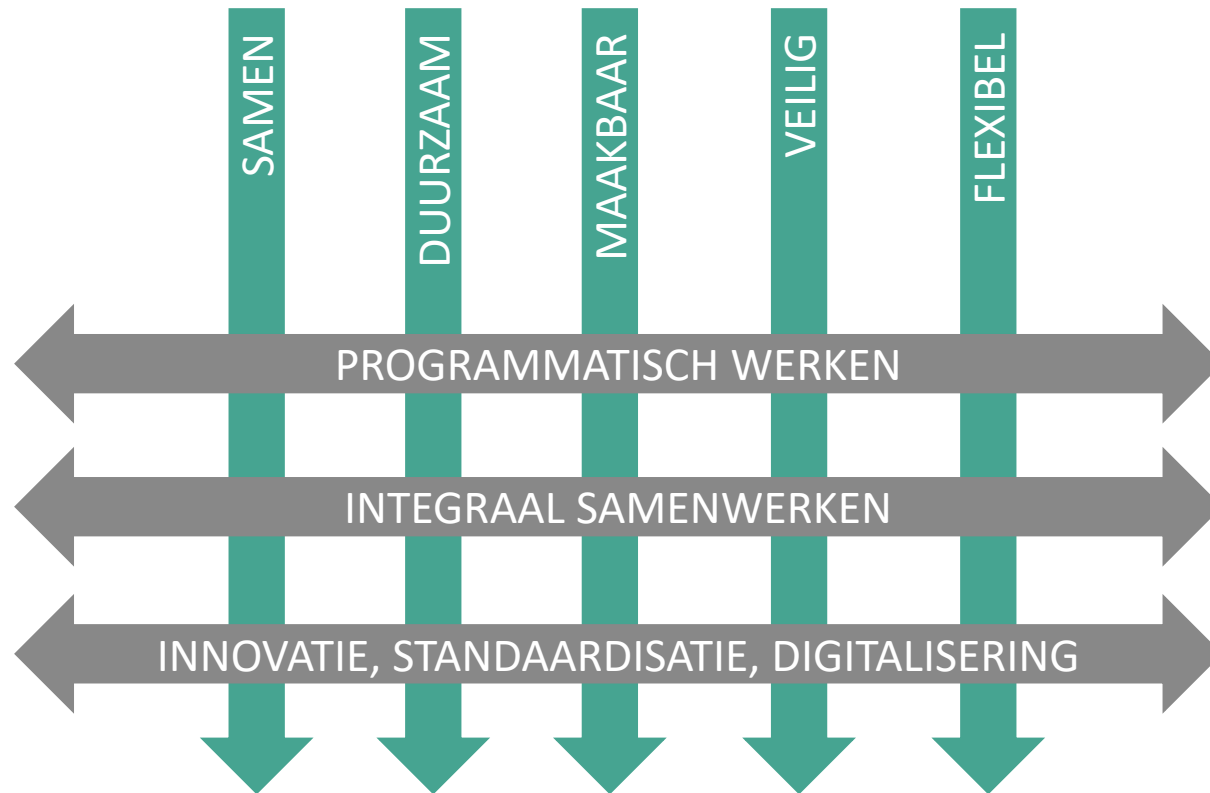 SAMEN
DUURZAAM
MAAKBAAR
VEILIG
FLEXIBEL
PROGRAMMATISCH WERKEN
INTEGRAAL SAMENWERKEN
INNOVATIE, STANDAARDISATIE, DIGITALISERING